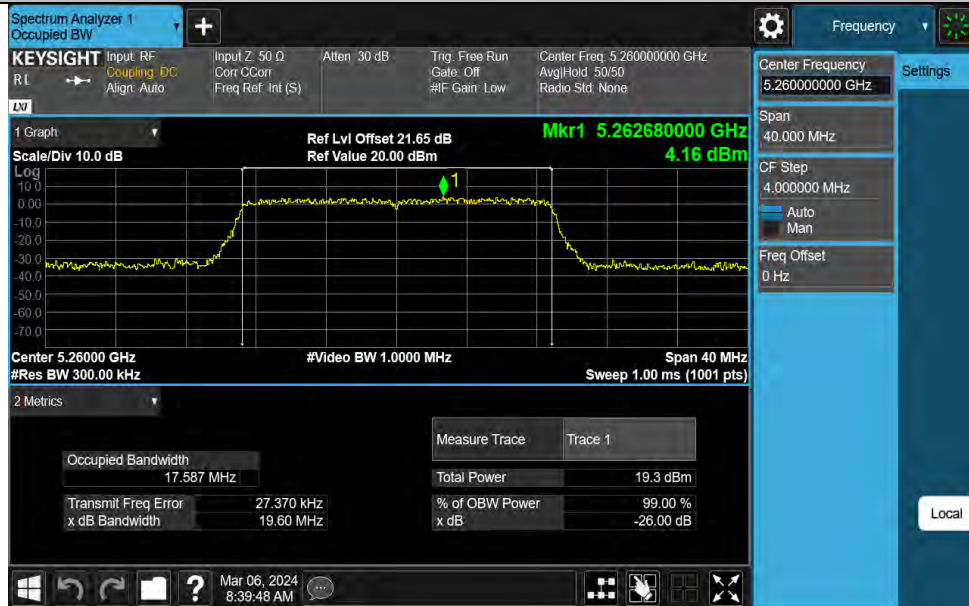 Spectrum Analyzer 1
Occupied BW
+
Frequency
KEYSIGHT
RL
LXI
Input: RF
Coupling: DC
Align: Auto
Input Z: 50 Ω
Corr CCorr
Freq Ref: Int (S)
Atten: 30 dB
Trig: Free Run
Gate: Off
#IF Gain: Low
Center Freq: 5.260000000 GHz
Avg|Hold: 50/50
Radio Std: None
Center Frequency
5.260000000 GHz
Settings
Span
40.000 MHz
CF Step
4.000000 MHz
Auto
Man
Freq Offset
0 Hz
Local
1 Graph
Scale/Div 10.0 dB
Ref Lvl Offset 21.65 dB
Ref Value 20.00 dBm
Mkr1 5.262680000 GHz
4.16 dBm
Log
10.0
0.00
-10.0
-20.0
-30.0
-40.0
-50.0
-60.0
-70.0
1
Center 5.26000 GHz
#Res BW 300.00 kHz
#Video BW 1.0000 MHz
Span 40 MHz
Sweep 1.00 ms (1001 pts)
2 Metrics
Occupied Bandwidth
17.587 MHz
Transmit Freq Error 27.370 kHz
x dB Bandwidth 19.60 MHz
Measure Trace Trace 1
Total Power 19.3 dBm
% of OBW Power 99.00 %
x dB -26.00 dB
?
Mar 06, 2024
8:39:48 AM